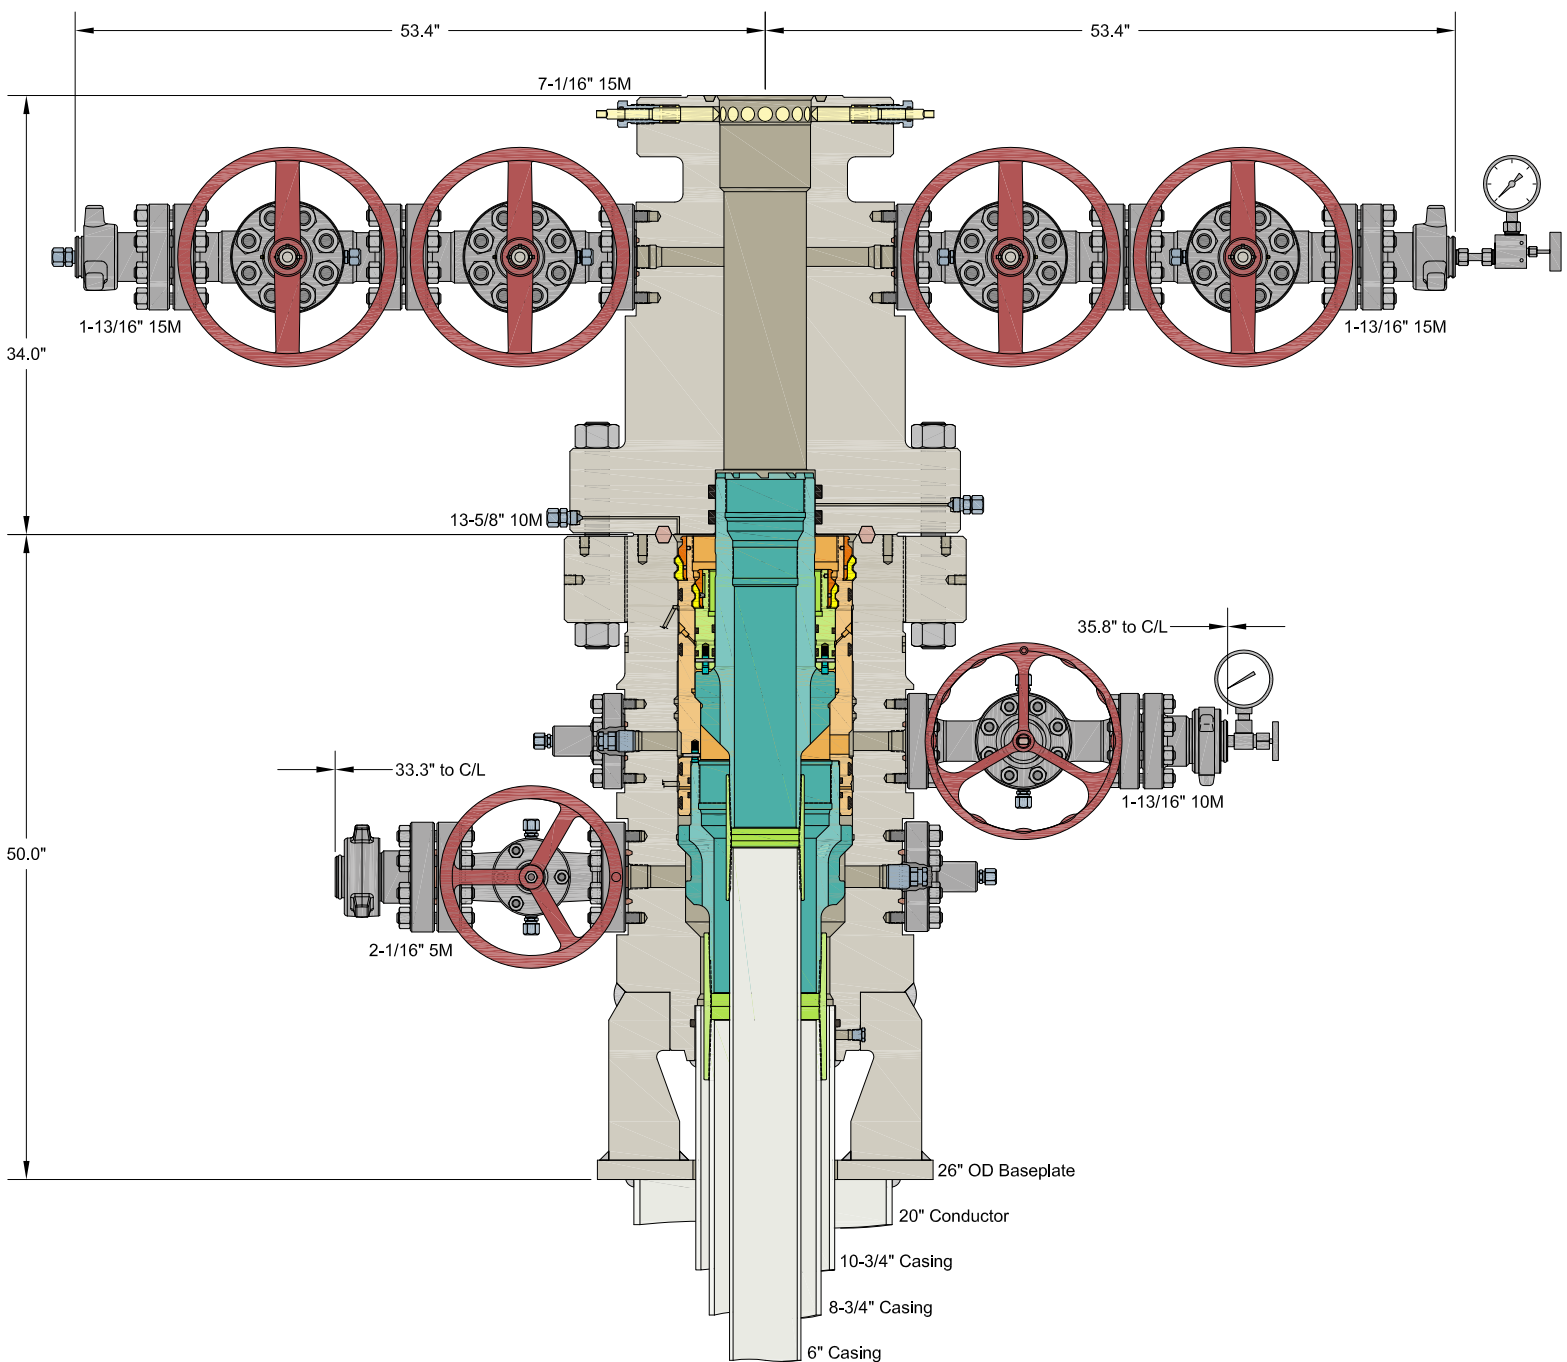 53.4"
53.4"
7-1/16" 15M
1-13/16" 15M
1-13/16" 15M
34.0"
13-5/8" 10M
35.8" to C/L
33.3" to C/L
1-13/16" 10M
50.0"
2-1/16" 5M
26" OD Baseplate
20" Conductor
10-3/4" Casing
8-3/4" Casing
6" Casing